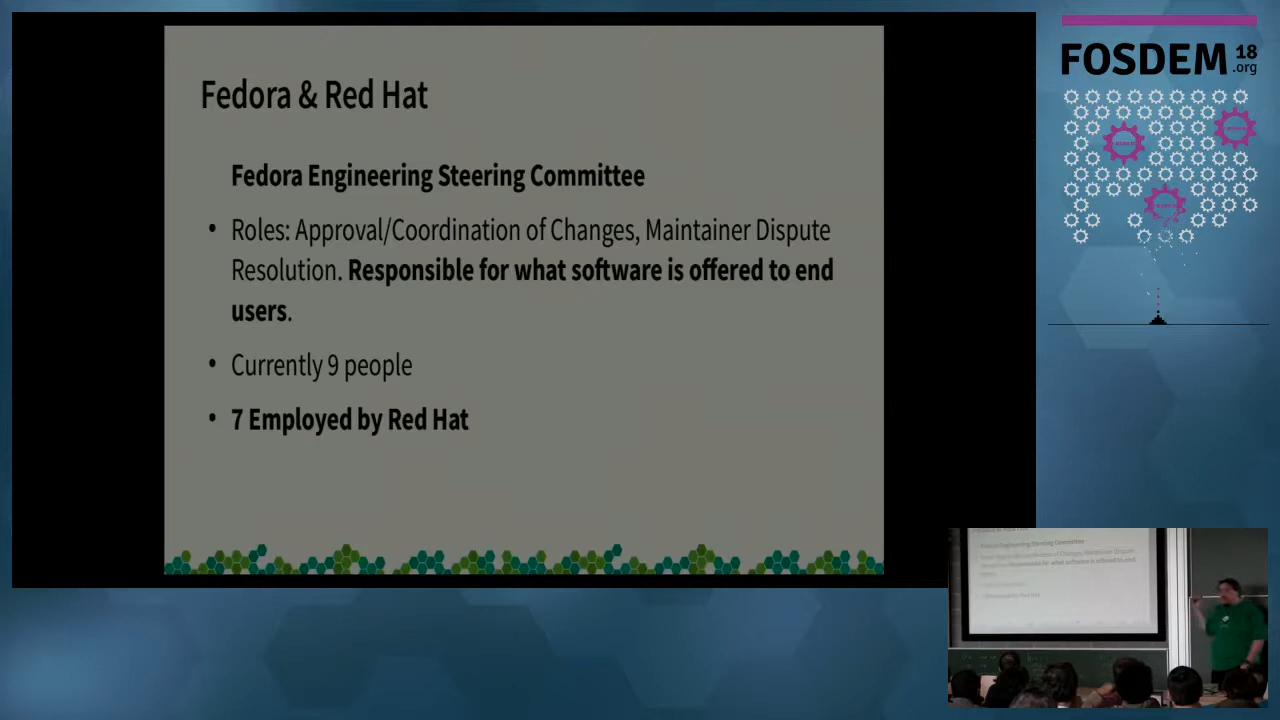 Fedora & Red Hat
Fedora Engineering Steering Committee
• Roles: Approval/Coordination of Changes, Maintainer Dispute
Resolution. Responsible for what software is offered to end
users.
• Currently 9 people
• 7 Employed by Red Hat
FOSDEM 18
.org